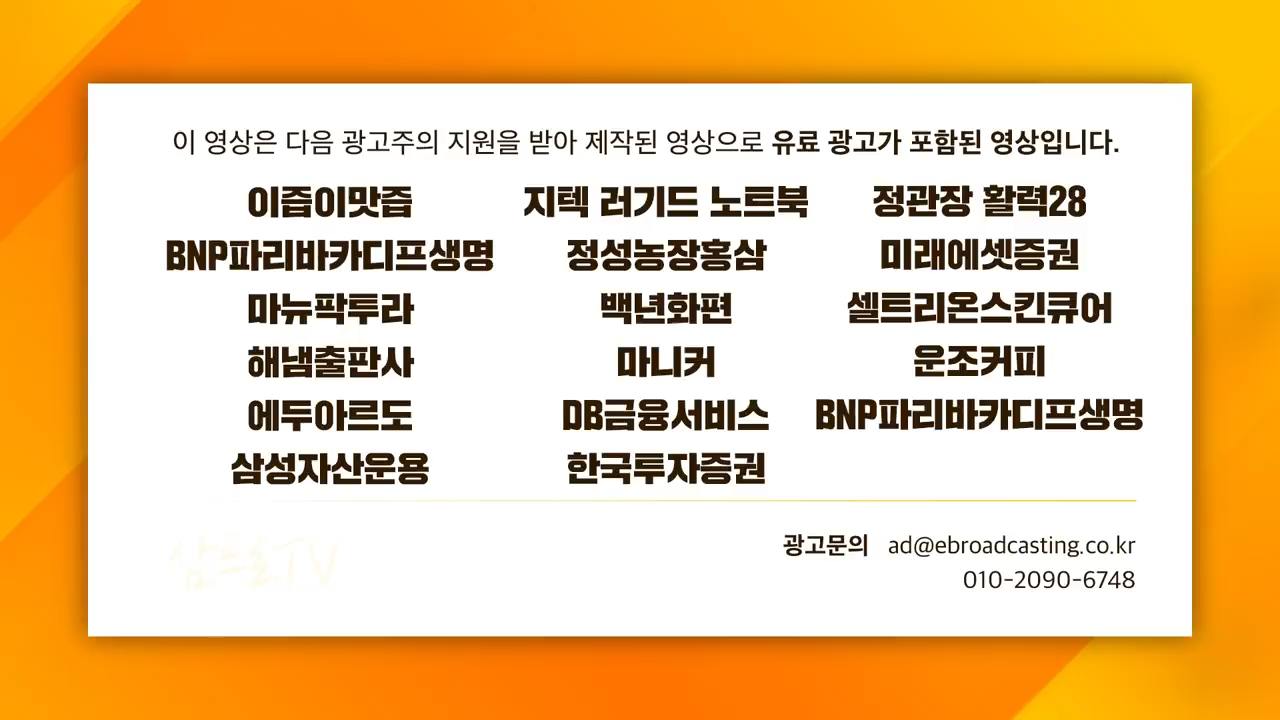 이 영상은 다음 광고주의 지원을 받아 제작된 영상으로 유료 광고가 포함된 영상입니다.
이즙이맛즙 지텍 러기드 노트북 정관장 활력28
BNP파리바카디프생명 정성농장홍삼 미래에셋증권
마뉴팍투라 백년화편 셀트리온스킨큐어
해냄출판사 마니커 운조커피
에두아르도 DB금융서비스 BNP파리바카디프생명
삼성자산운용 한국투자증권
삼프로TV
광고문의 ad@ebroadcasting.co.kr
010-2090-6748